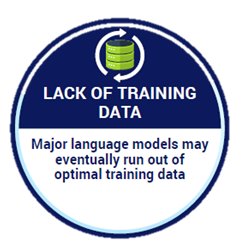 LACK OF TRAINING
DATA
Major language models may
eventually run out of
optimal training data